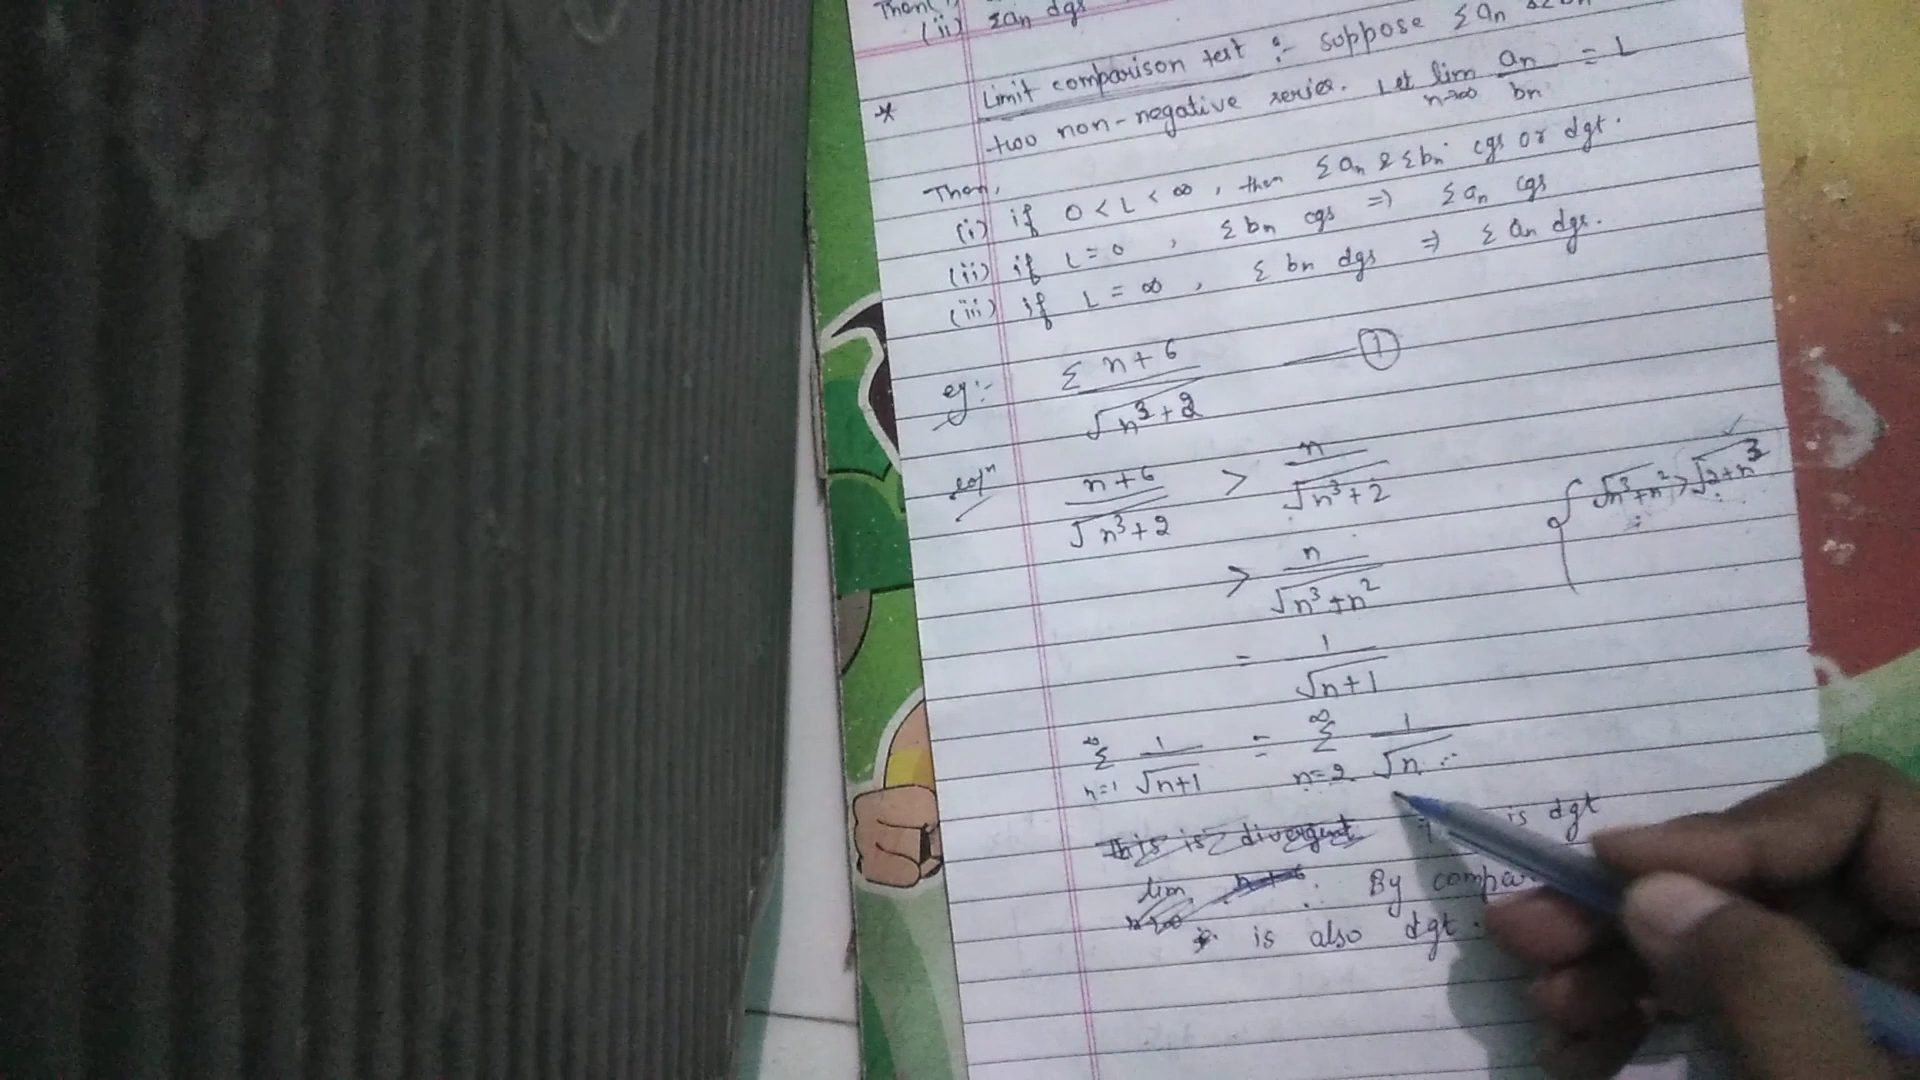 Then(
(ii) Σan dgs
* Limit comparison test :- suppose Σan
two non-negative series. Let lim n→∞ an/bn = L
Then,
(i) if 0 < L < ∞, then Σan & Σbn cgs or dgt.
(ii) if L = 0, Σbn cgs ⇒ Σan cgs
(iii) if L = ∞, Σbn dgs ⇒ Σan dgs.
eg:- Σ n+6 / √n³+2 —— ①
solⁿ n+6 / √n³+2 > n / √n³+2 { √n³+n² > √2+n³
> n / √n³+n²
= 1 / √n+1
∞ Σ n=1 1/√n+1 = ∞ Σ n=2 1/√n
This is divergent is dgt
lim n→∞ n+6 . By compa
is also dgt.